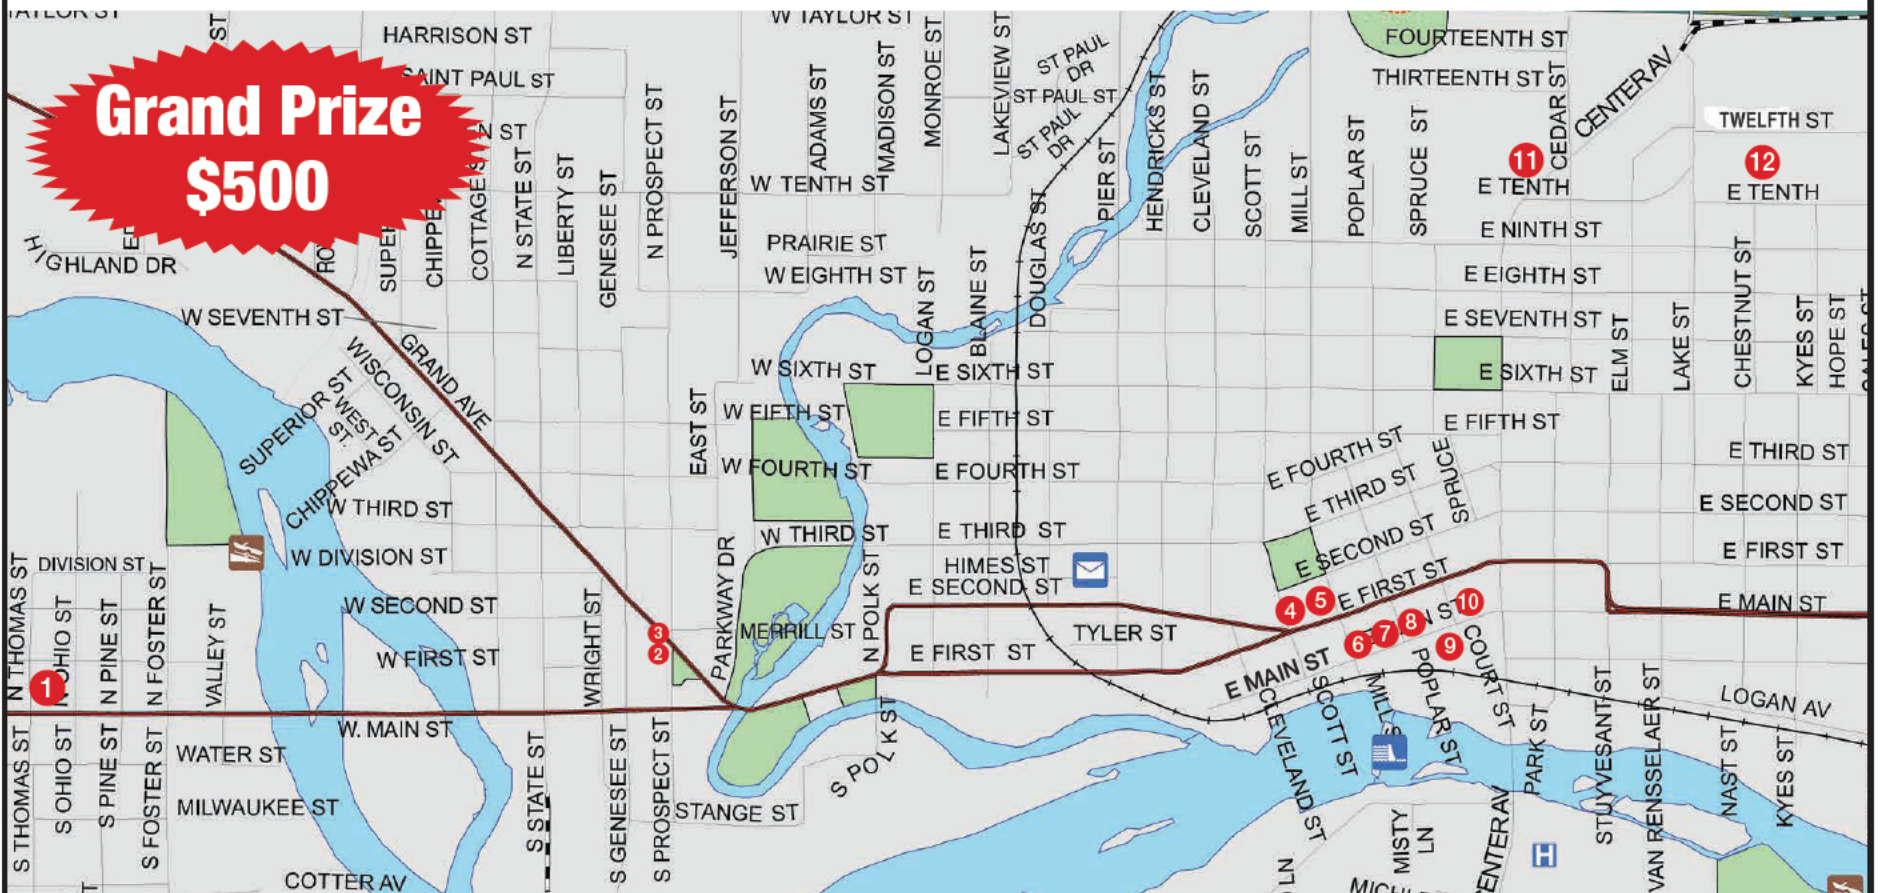 TAYLOR ST
W TAYLOR ST
ST
HARRISON ST
SAINT PAUL ST
N ST
Grand Prize
$500
MONROE ST
LAKEVIEW ST
MADISON ST
ADAMS ST
ST PAUL
DR
ST PAUL ST
ST PAUL
DR
FOURTEENTH ST
THIRTEENTH ST
CEDAR ST
CENTER AV
TWELFTH ST
N PROSPECT ST
JEFFERSON ST
N STATE ST
LIBERTY ST
GENESEE ST
W TENTH ST
PIER ST
HENDRICKS ST
CLEVELAND ST
SCOTT ST
MILL ST
POPLAR ST
SPRUCE ST
11
E TENTH
12
E TENTH
E NINTH ST
HIGHLAND DR
PRAIRIE ST
W EIGHTH ST
LOGAN ST
BLAINE ST
DOUGLAS ST
E EIGHTH ST
W SEVENTH ST
E SEVENTH ST
ELM ST
LAKE ST
CHESTNUT ST
KYES ST
HOPE ST
GRAND AVE
WISCONSIN ST
SUPERIOR ST
WEST
ST.
CHIPPEWA ST
W SIXTH ST
E SIXTH ST
E SIXTH ST
EAST ST
W FIFTH ST
E FIFTH ST
E FIFTH ST
W FOURTH ST
E FOURTH ST
E FOURTH ST
SPRUCE
E THIRD ST
W THIRD ST
W THIRD ST
E THIRD ST
E THIRD ST
E SECOND ST
E SECOND ST
W DIVISION ST
DIVISION ST
HIMES ST
E SECOND ST
E FIRST ST
E FIRST ST
N THOMAS ST
N OHIO ST
N PINE ST
N FOSTER ST
VALLEY ST
W SECOND ST
WRIGHT ST
PARKWAY DR
MERRILL ST
N POLK ST
TYLER ST
E MAIN ST
4
5
10
3
2
6
7
8
9
W FIRST ST
E FIRST ST
E MAIN ST
1
CLEVELAND ST
SCOTT ST
POPLAR ST
COURT ST
PARK ST
STUYVESANT ST
VAN RENSSELAER ST
LOGAN AV
NAST ST
KYES ST
W. MAIN ST
WATER ST
S THOMAS ST
S OHIO ST
S PINE ST
S FOSTER ST
S STATE ST
S GENESEE ST
S PROSPECT ST
S POLK ST
MILWAUKEE ST
STANGE ST
MISTY
LN
H
LN
COTTER AV